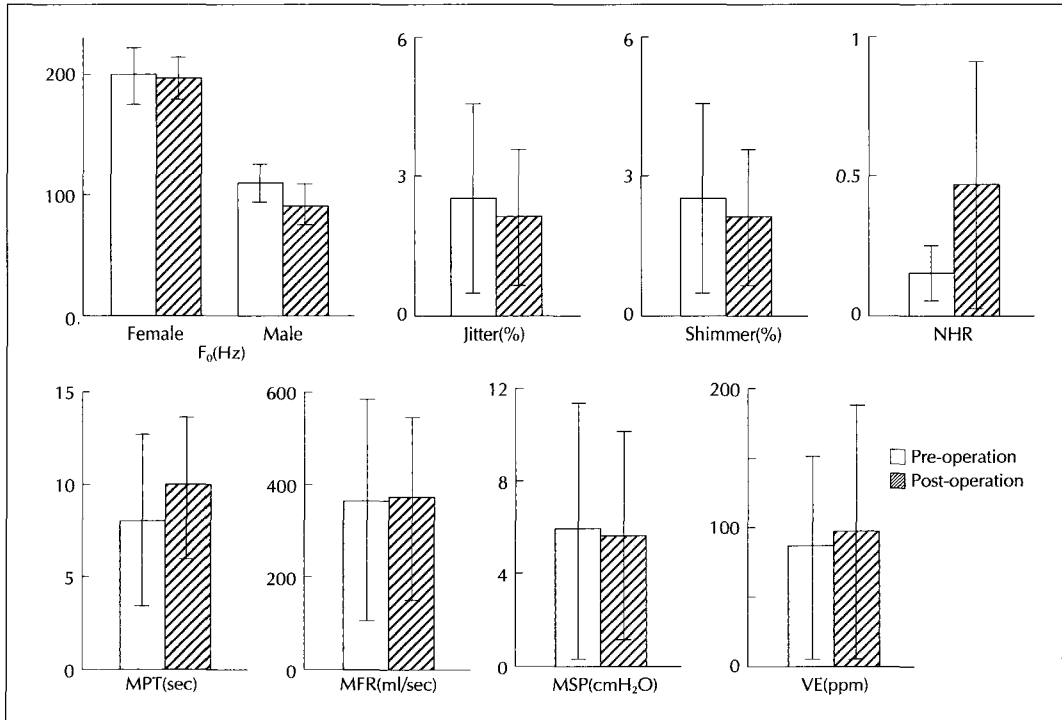 200
100
0
Female Male
F₀(Hz)
6
3
0
Jitter(%)
6
3
0
Shimmer(%)
1
0.5
0
NHR
15
10
5
0
MPT(sec)
600
400
200
0
MFR(ml/sec)
12
8
4
0
MSP(cmH₂O)
200
100
0
VE(ppm)
Pre-operation
Post-operation